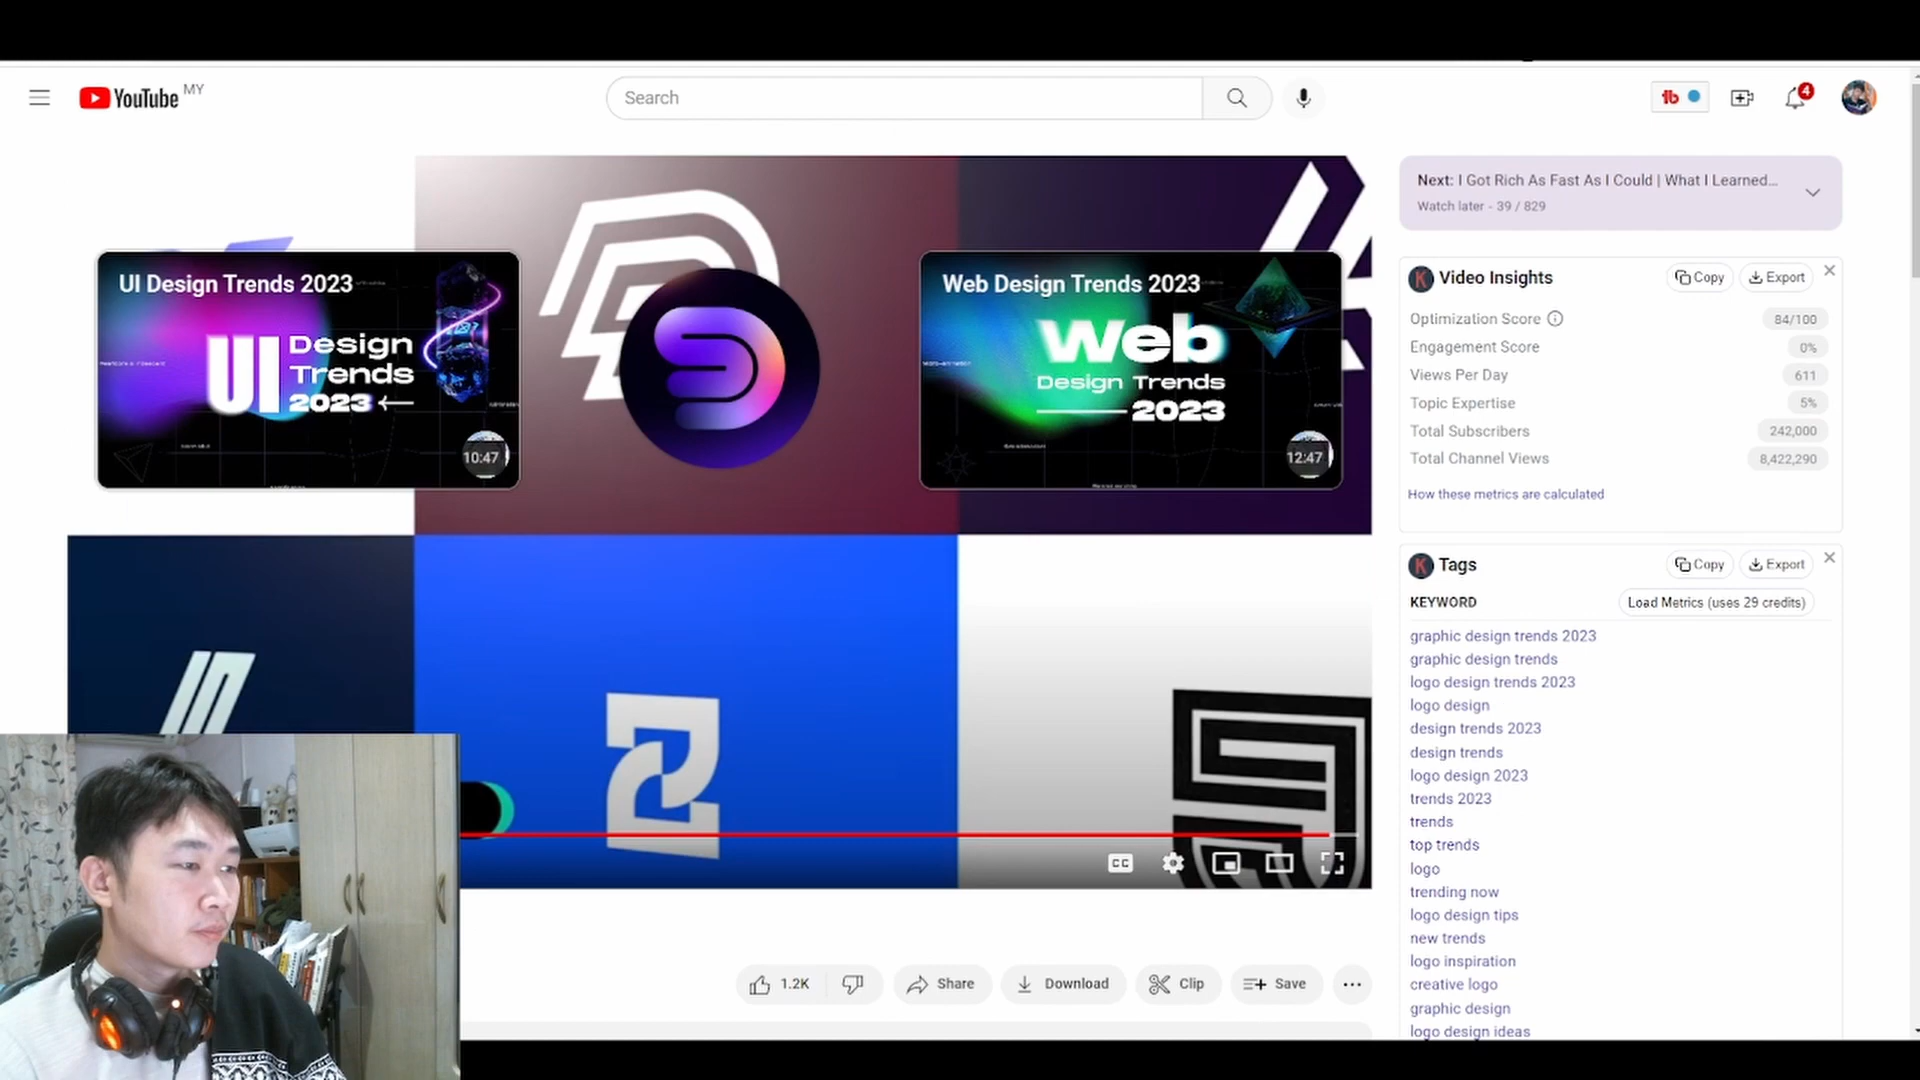 YouTube MY
Search
4
Next: I Got Rich As Fast As I Could | What I Learned...
Watch later - 39 / 829
UI Design Trends 2023
UI Design
Trends
2023
10:47
Web Design Trends 2023
Web
Design Trends
2023
12:47
Video Insights
Copy
Export
Optimization Score
84/100
Engagement Score
0%
Views Per Day
611
Topic Expertise
5%
Total Subscribers
242,000
Total Channel Views
8,422,290
How these metrics are calculated
K Tags
Copy
Export
KEYWORD
Load Metrics (uses 29 credits)
graphic design trends 2023
graphic design trends
logo design trends 2023
logo design
design trends 2023
design trends
logo design 2023
trends 2023
trends
top trends
logo
trending now
logo design tips
new trends
logo inspiration
creative logo
graphic design
logo design ideas
CC
1.2K
Share
Download
Clip
Save